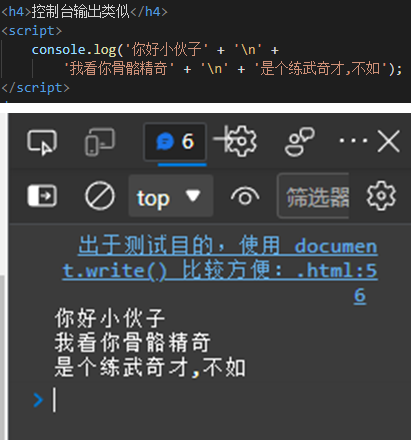 <h4>控制台输出类似</h4>
<script>
console.log('你好小伙子' + '\n' +
'我看你骨骼精奇' + '\n' + '是个练武奇才,不如');
</script>
6
top
筛选器
出于测试目的，使用 documen
t.write() 比较方便: .html:5
6
你好小伙子
我看你骨骼精奇
是个练武奇才,不如